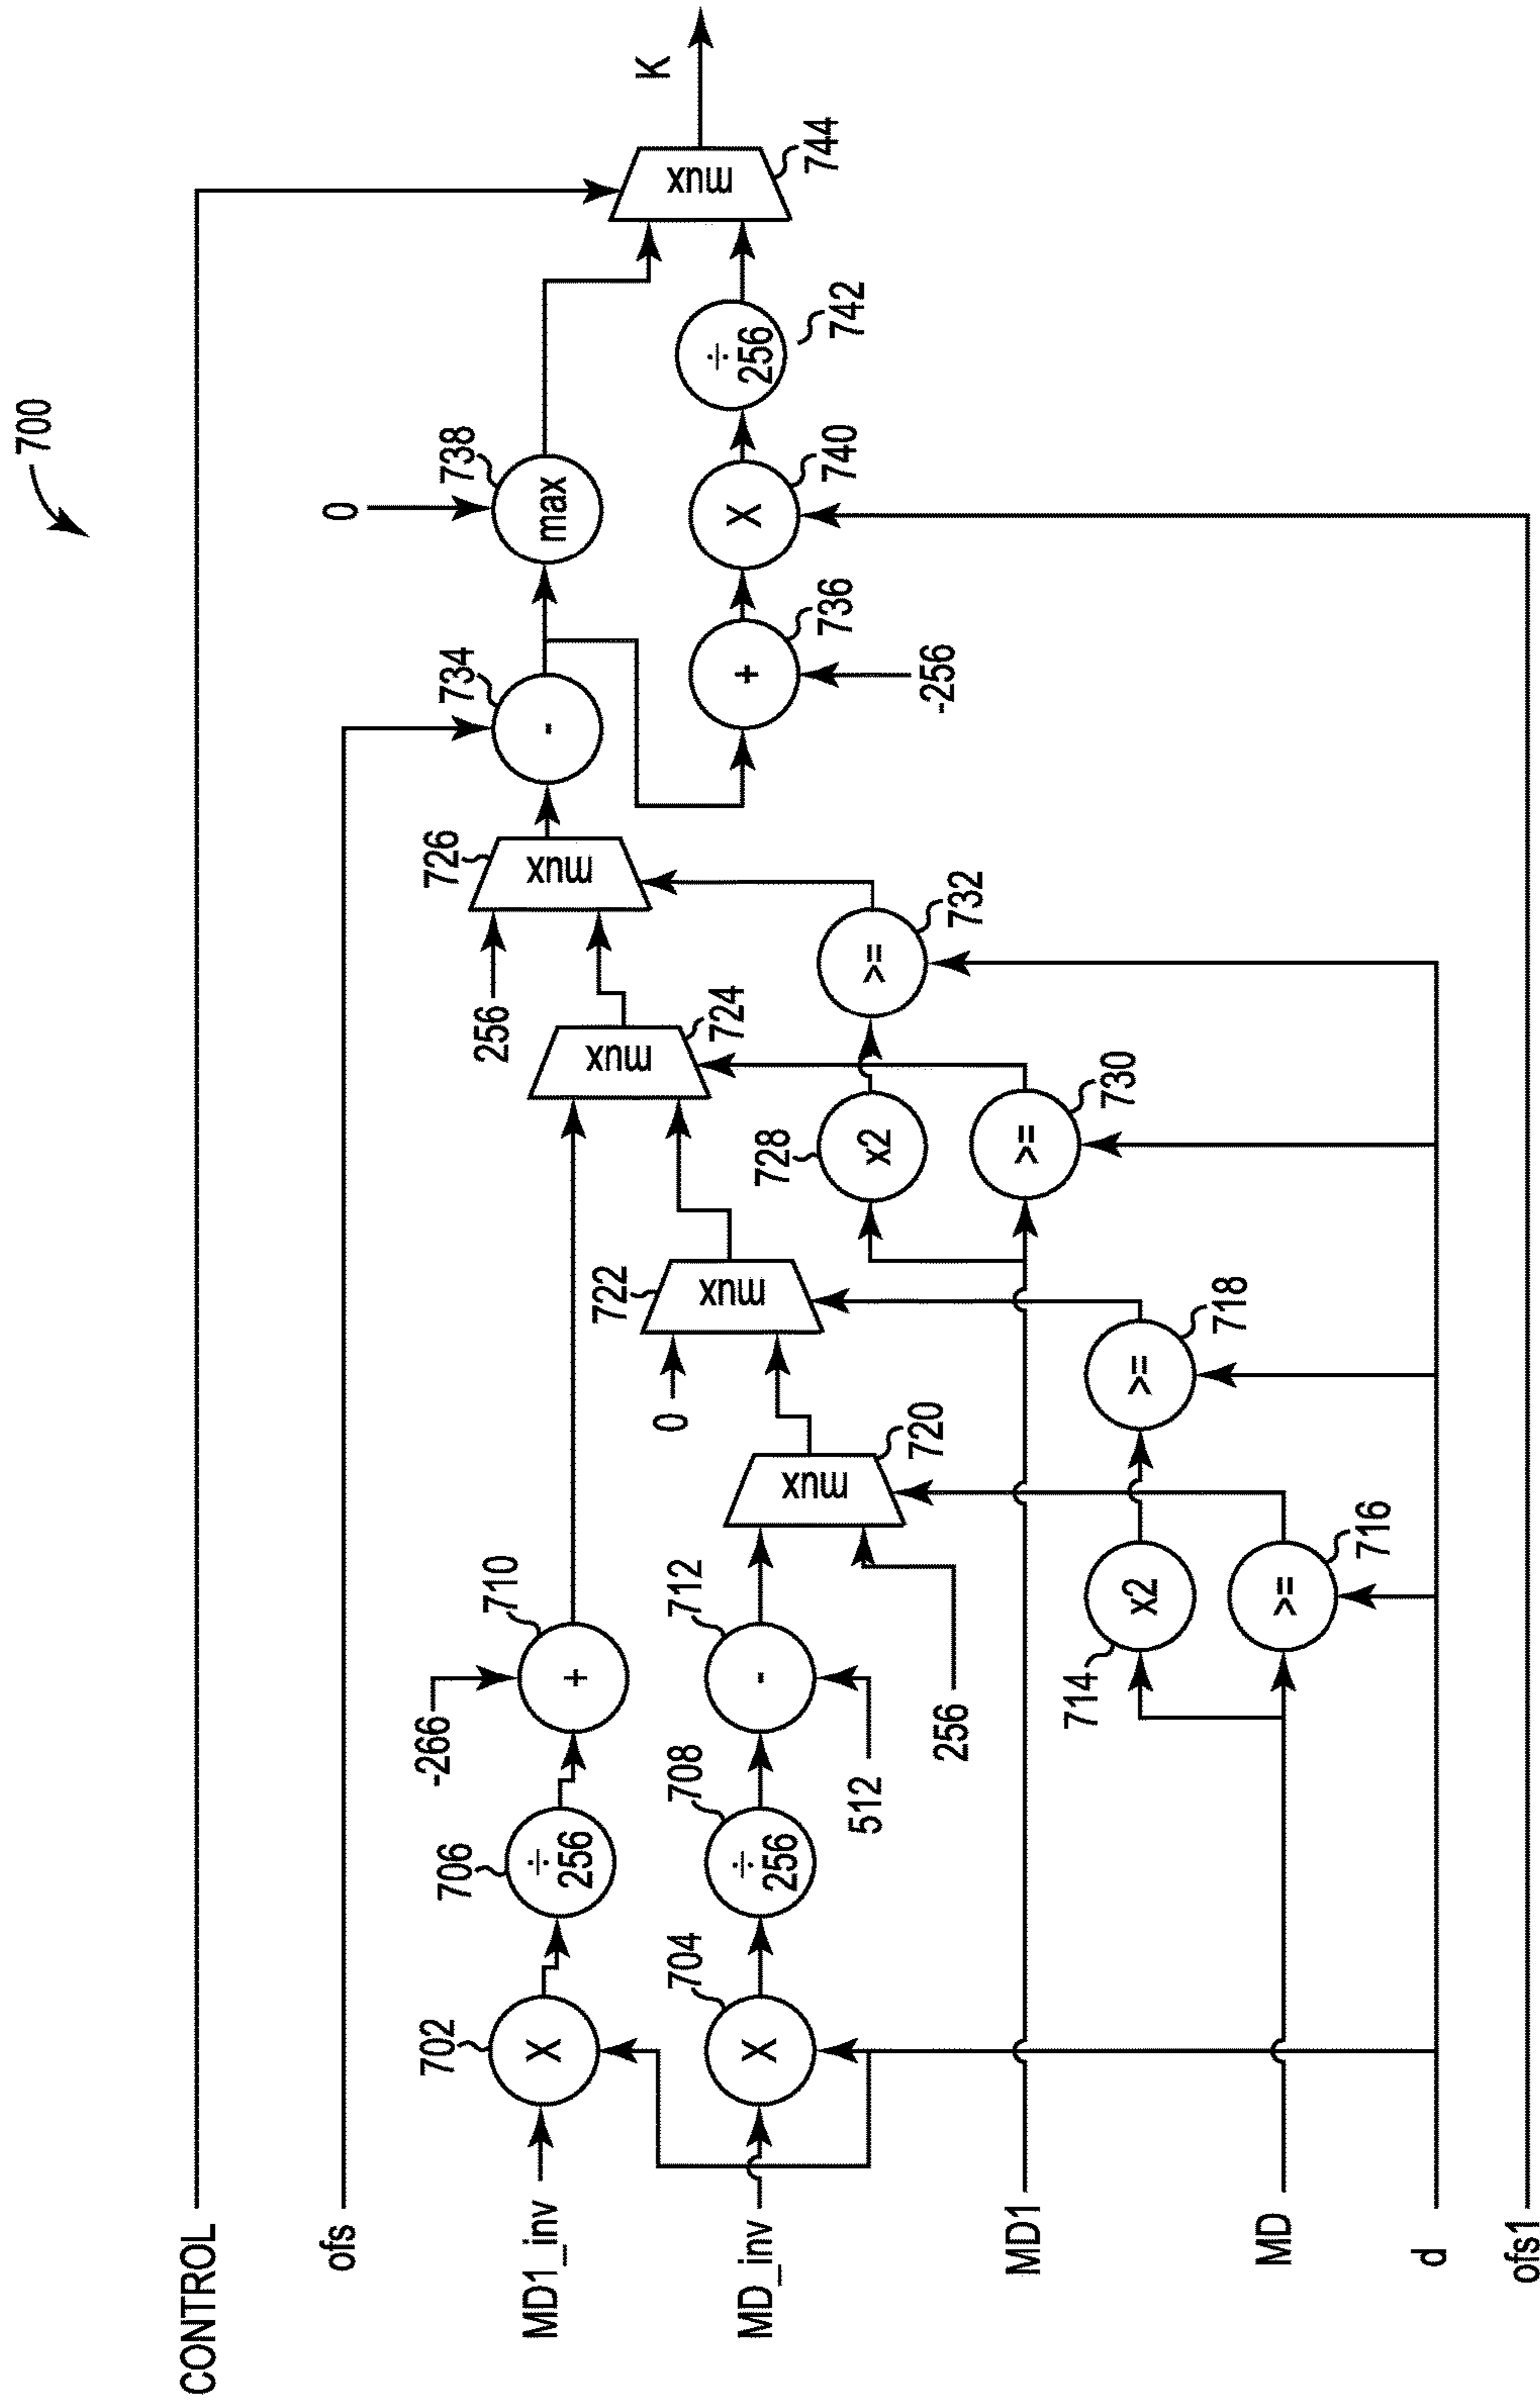 700
CONTROL
ofs
MD1_inv
MD_inv
MD1
MD
d
ofs1
702
X
704
X
706
÷
256
708
÷
256
-266
710
+
712
-
512
256
714
x2
716
>=
718
>=
720
mux
0
722
mux
724
mux
256
726
mux
728
x2
730
>=
732
>=
734
-
736
+
-256
0
738
max
740
X
742
÷
256
744
mux
K